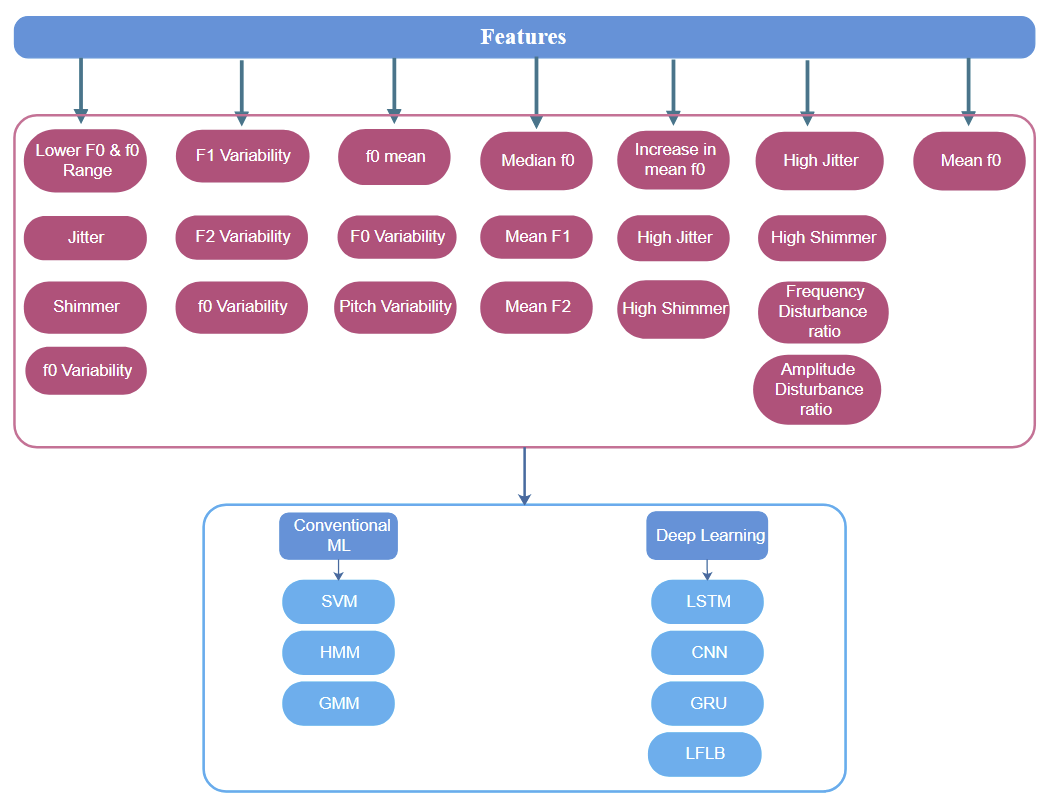 Features
Lower F0 & f0
Range
Jitter
Shimmer
f0 Variability
F1 Variability
F2 Variability
f0 Variability
f0 mean
F0 Variability
Pitch Variability
Median f0
Mean F1
Mean F2
Increase in
mean f0
High Jitter
High Shimmer
High Jitter
High Shimmer
Frequency
Disturbance
ratio
Amplitude
Disturbance
ratio
Mean f0
Conventional
ML
SVM
HMM
GMM
Deep Learning
LSTM
CNN
GRU
LFLB